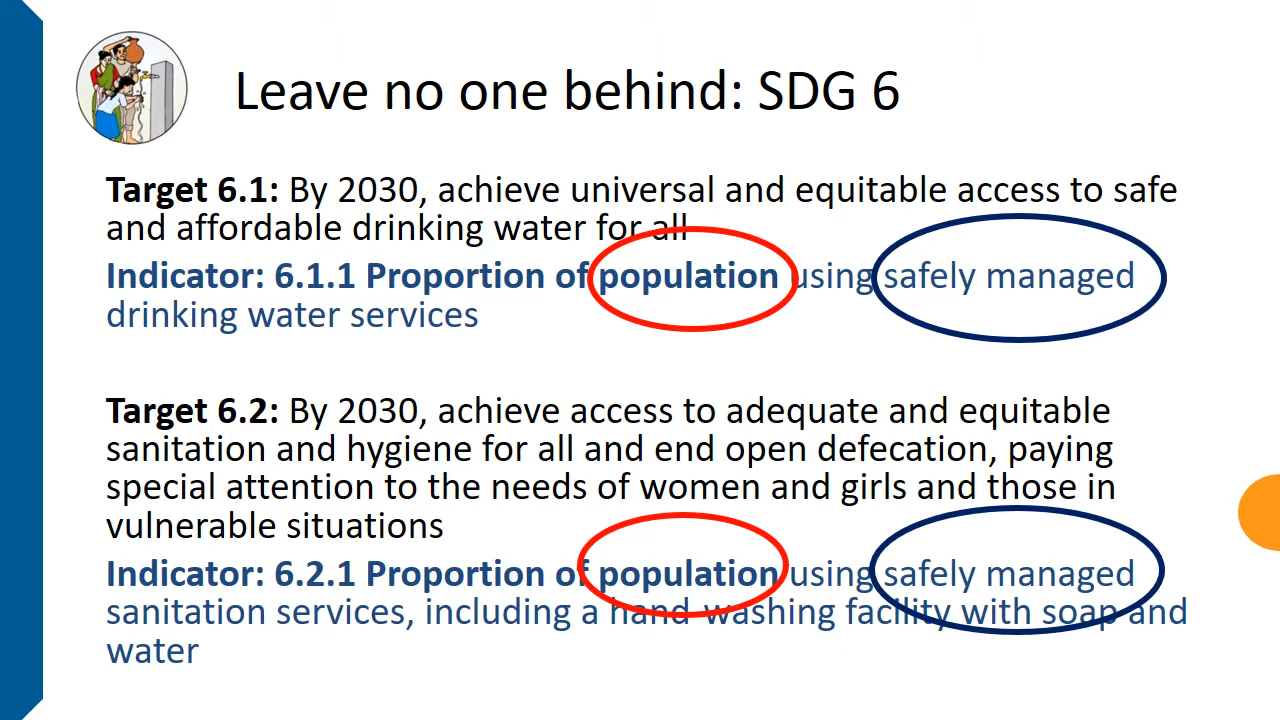 Leave no one behind: SDG 6
Target 6.1: By 2030, achieve universal and equitable access to safe
and affordable drinking water for all
Indicator: 6.1.1 Proportion of population using safely managed
drinking water services
Target 6.2: By 2030, achieve access to adequate and equitable
sanitation and hygiene for all and end open defecation, paying
special attention to the needs of women and girls and those in
vulnerable situations
Indicator: 6.2.1 Proportion of population using safely managed
sanitation services, including a hand-washing facility with soap and
water